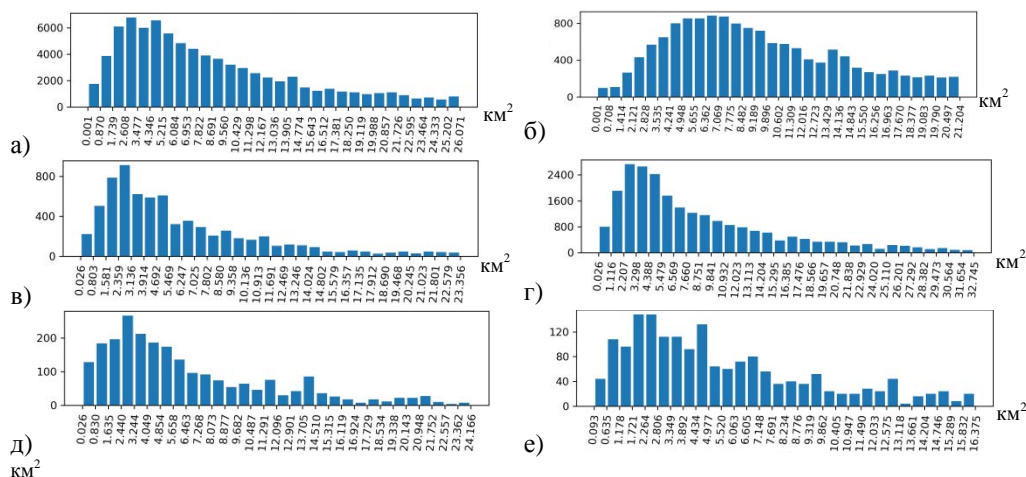 6000
4000
2000
0
0.001 0.870 1.739 2.608 3.477 4.346 5.215 6.084 6.953 7.822 8.691 9.560 10.429 11.298 12.167 13.036 13.905 14.774 15.643 16.512 17.381 18.250 19.119 19.988 20.857 21.726 22.595 23.464 24.333 25.202 26.071
км²
а)
800
400
0
0.001 0.708 1.414 2.121 2.828 3.535 4.241 4.948 5.655 6.362 7.069 7.775 8.482 9.189 9.896 10.602 11.309 12.016 12.723 13.429 14.136 14.843 15.550 16.256 16.963 17.670 18.377 19.083 19.790 20.497 21.204
км²
б)
800
400
0
0.026 0.803 1.581 2.359 3.136 3.914 4.692 5.469 6.247 7.025 7.802 8.580 9.358 10.136 10.913 11.691 12.469 13.246 14.024 14.802 15.579 16.357 17.135 17.912 18.690 19.468 20.245 21.023 21.801 22.579 23.356
км²
в)
2400
1600
800
0
0.026 1.116 2.207 3.298 4.388 5.479 6.569 7.660 8.751 9.841 10.932 12.023 13.113 14.204 15.295 16.385 17.476 18.566 19.657 20.748 21.838 22.929 24.020 25.110 26.201 27.292 28.382 29.473 30.564 31.654 32.745
км²
г)
200
100
0
0.026 0.830 1.635 2.440 3.244 4.049 4.854 5.658 6.463 7.268 8.073 8.877 9.682 10.487 11.291 12.096 12.901 13.705 14.510 15.315 16.119 16.924 17.729 18.534 19.338 20.143 20.948 21.752 22.557 23.362 24.166
д)
км²
120
80
40
0
0.093 0.635 1.178 1.721 2.264 2.806 3.349 3.892 4.434 4.977 5.520 6.063 6.605 7.148 7.691 8.234 8.776 9.319 9.862 10.405 10.947 11.490 12.033 12.575 13.118 13.661 14.204 14.746 15.289 15.832 16.375
е)